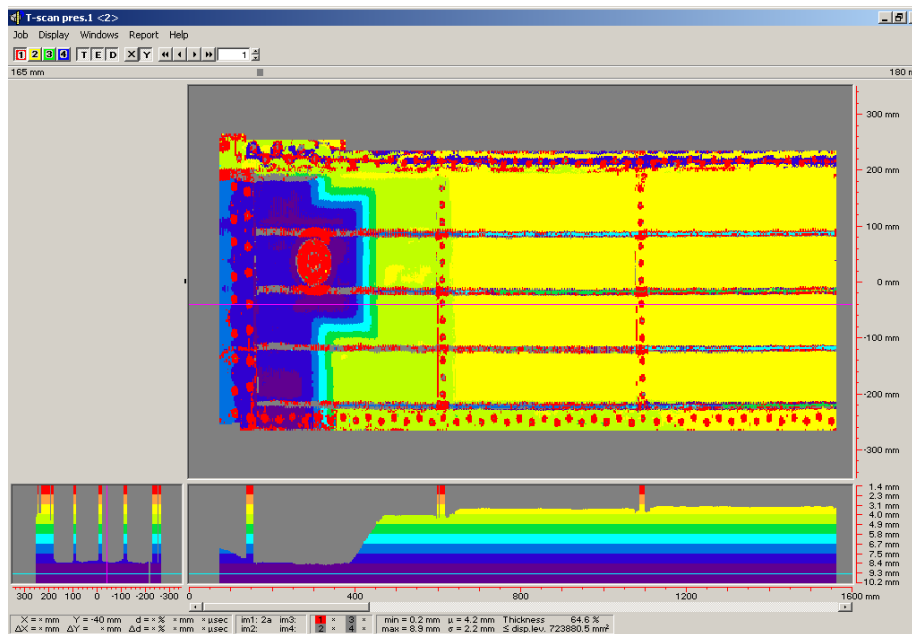 T-scan pres.1 <2>
Job Display Windows Report Help
1 2 3 4 T E D X Y 1
165 mm 180 m
300 mm
200 mm
100 mm
0 mm
-100 mm
-200 mm
-300 mm
1.4 mm
2.3 mm
3.1 mm
4.0 mm
4.9 mm
5.8 mm
6.7 mm
7.5 mm
8.4 mm
9.3 mm
10.2 mm
300 200 100 0 -100 -200 -300
0 400 800 1200 1600 mm
X = × mm Y = -40 mm d = × % × mm × µsec im1: 2a im3: 1 × 3 × min = 0.2 mm µ = 4.2 mm Thickness 64.6 %
ΔX = × mm ΔY = × mm Δd = × % × mm × µsec im2: im4: 2 × 4 × max = 8.9 mm σ = 2.2 mm ≤ disp.lev. 723880.5 mm²